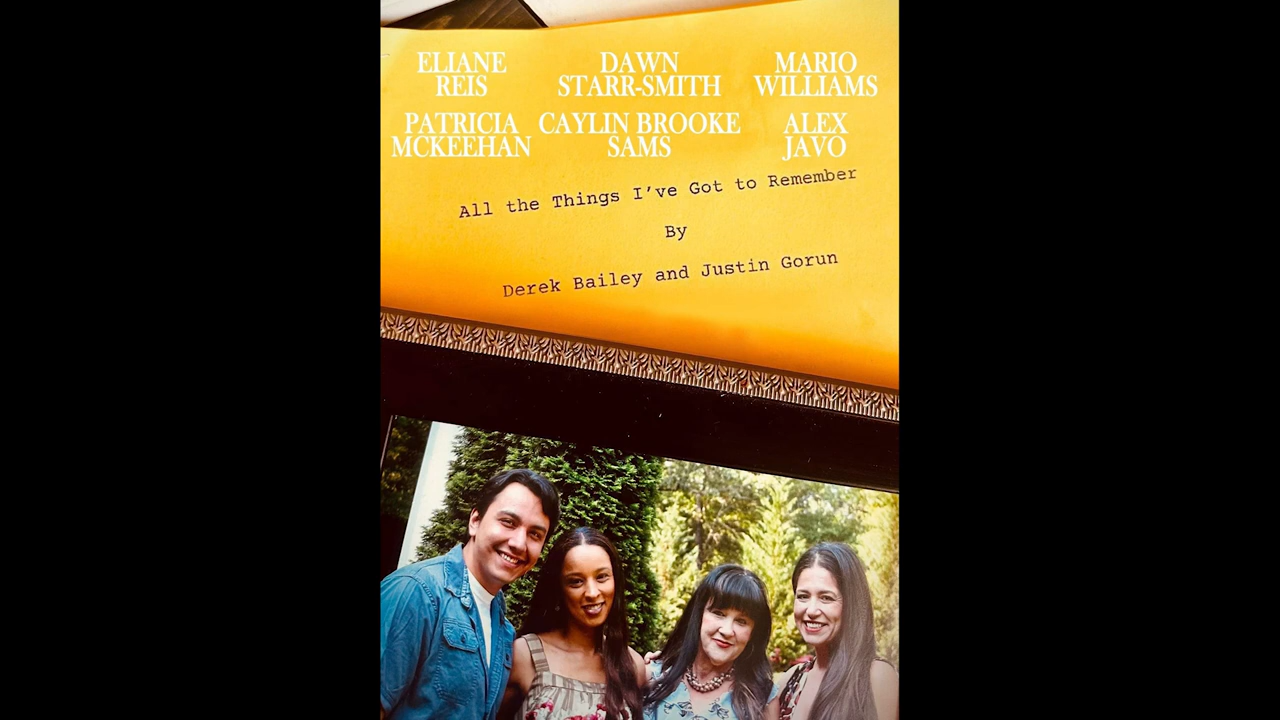 ELIANE REIS
DAWN STARR-SMITH
MARIO WILLIAMS
PATRICIA MCKEEHAN
CAYLIN BROOKE SAMS
ALEX JAVO
All the Things I've Got to Remember
By
Derek Bailey and Justin Gorun